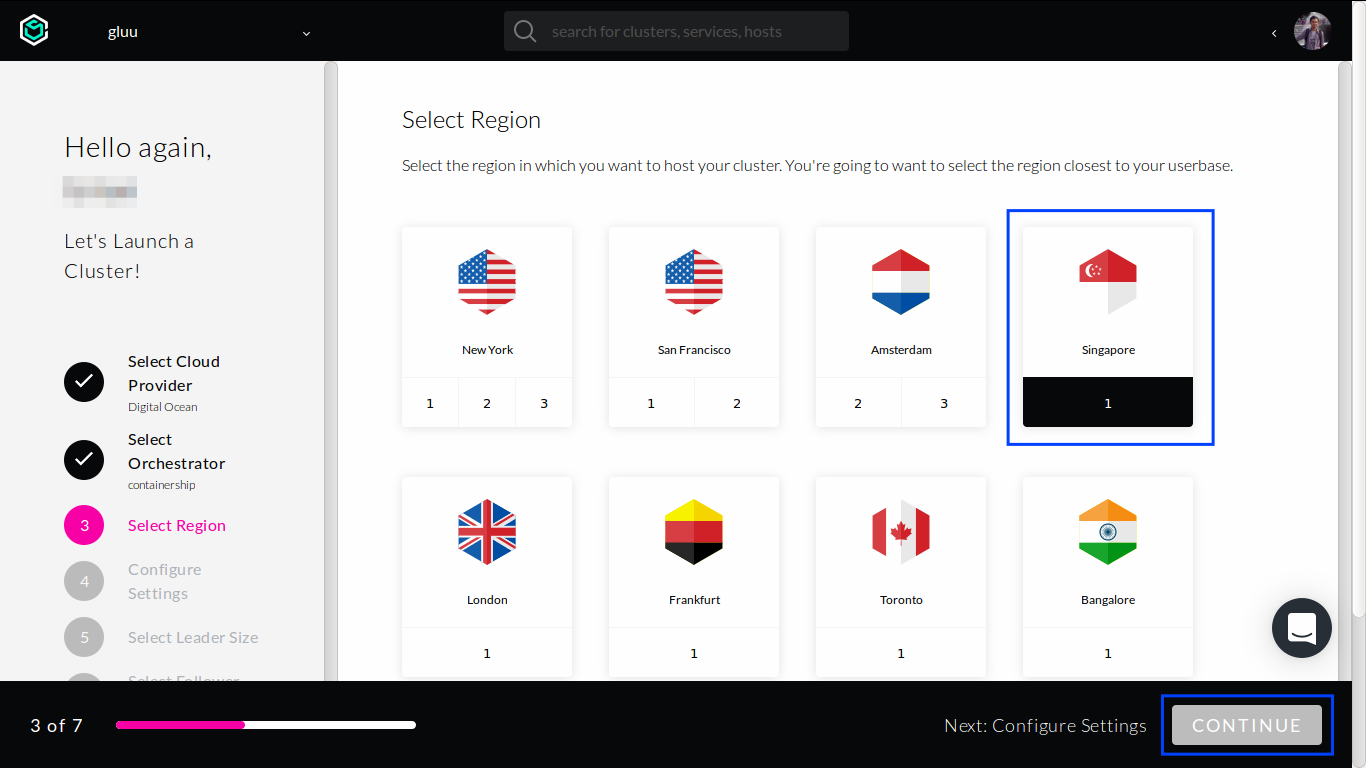 gluu
search for clusters, services, hosts
Hello again,
Let's Launch a
Cluster!
Select Cloud
Provider
Digital Ocean
Select
Orchestrator
containership
3 Select Region
4 Configure
Settings
5 Select Leader Size
Select Follower
Select Region
Select the region in which you want to host your cluster. You're going to want to select the region closest to your userbase.
New York
1 2 3
San Francisco
1 2
Amsterdam
2 3
Singapore
1
London
1
Frankfurt
1
Toronto
1
Bangalore
1
3 of 7
Next: Configure Settings
CONTINUE